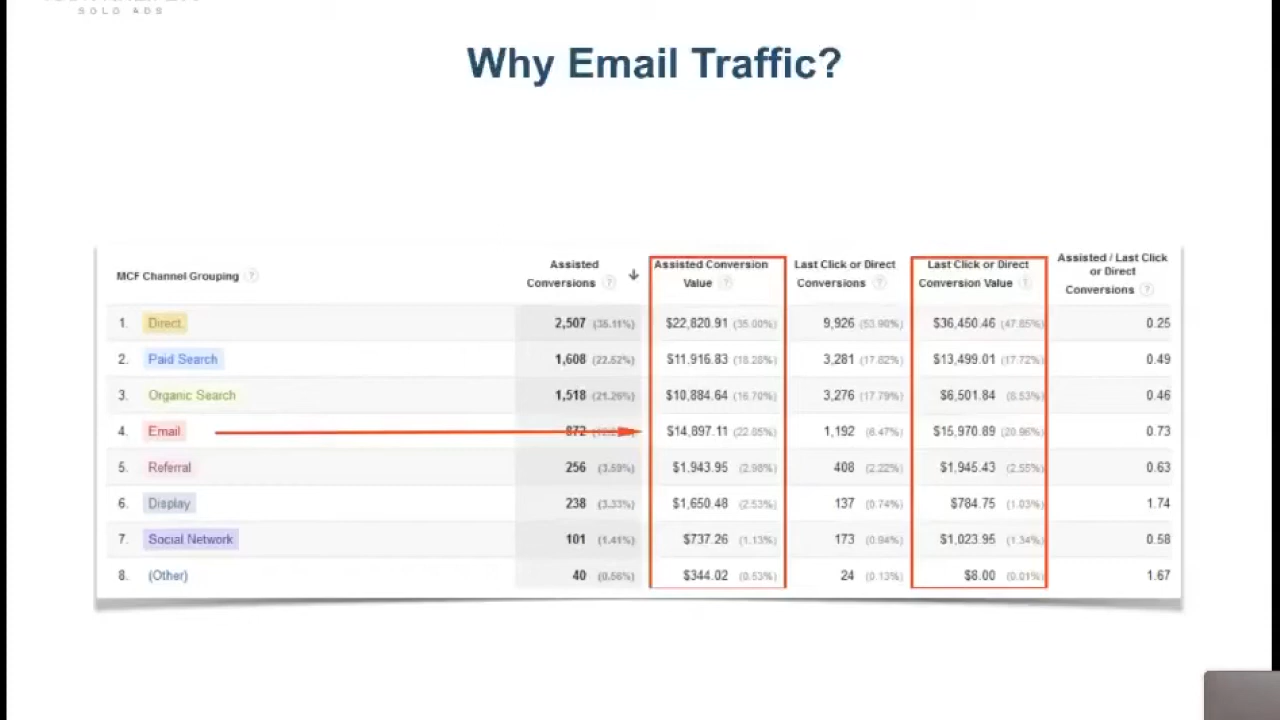 SOLO ADS
Why Email Traffic?
MCF Channel Grouping ? Assisted Conversions ? Assisted Conversion Value ? Last Click or Direct Conversions ? Last Click or Direct Conversion Value ? Assisted / Last Click or Direct Conversions ?
1. Direct 2,507 (35.11%) $22,820.91 (35.00%) 9,926 (53.90%) $36,450.46 (47.85%) 0.25
2. Paid Search 1,608 (22.52%) $11,916.83 (18.28%) 3,281 (17.82%) $13,499.01 (17.72%) 0.49
3. Organic Search 1,518 (21.26%) $10,884.64 (16.70%) 3,276 (17.79%) $6,501.84 (8.53%) 0.46
4. Email 872 $14,897.11 (22.85%) 1,192 (6.47%) $15,970.89 (20.96%) 0.73
5. Referral 256 (3.59%) $1,943.95 (2.98%) 408 (2.22%) $1,945.43 (2.55%) 0.63
6. Display 238 (3.33%) $1,650.48 (2.53%) 137 (0.74%) $784.75 (1.03%) 1.74
7. Social Network 101 (1.41%) $737.26 (1.13%) 173 (0.94%) $1,023.95 (1.34%) 0.58
8. (Other) 40 (0.56%) $344.02 (0.53%) 24 (0.13%) $8.00 (0.01%) 1.67